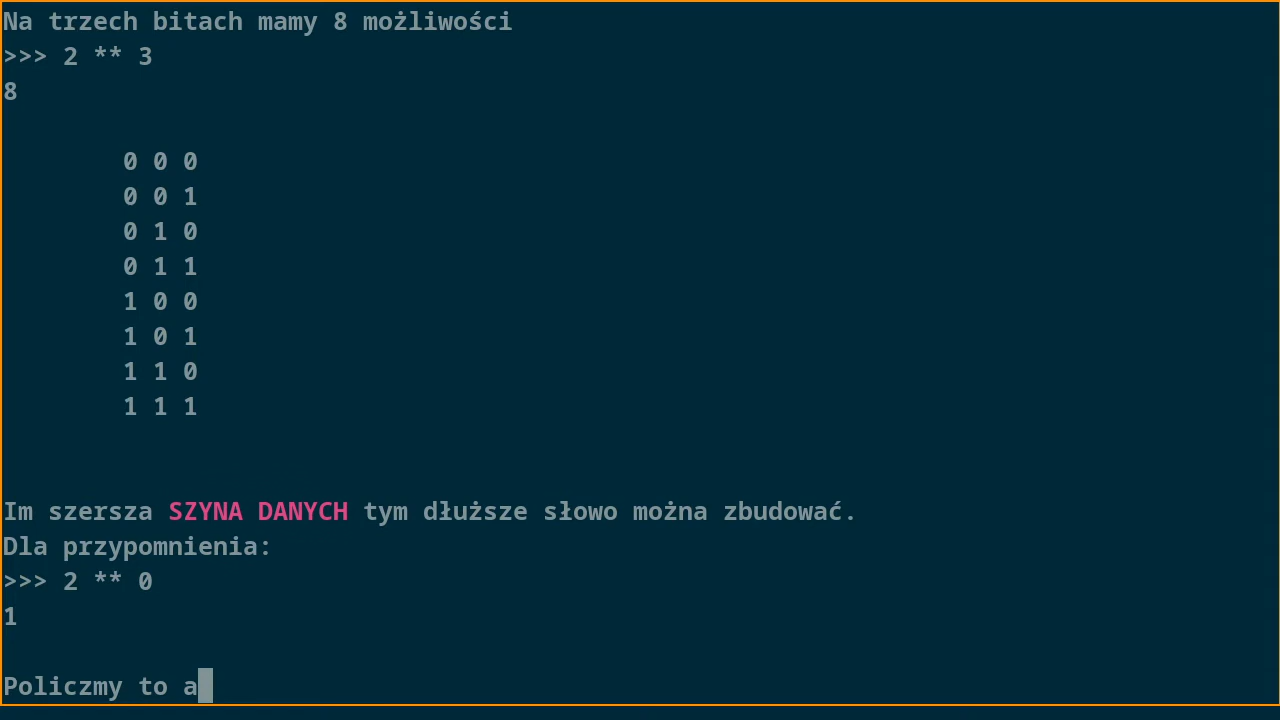 Na trzech bitach mamy 8 możliwości
>>> 2 ** 3
8
0 0 0
0 0 1
0 1 0
0 1 1
1 0 0
1 0 1
1 1 0
1 1 1
Im szersza SZYNA DANYCH tym dłuższe słowo można zbudować.
Dla przypomnienia:
>>> 2 ** 0
1
Policzmy to a